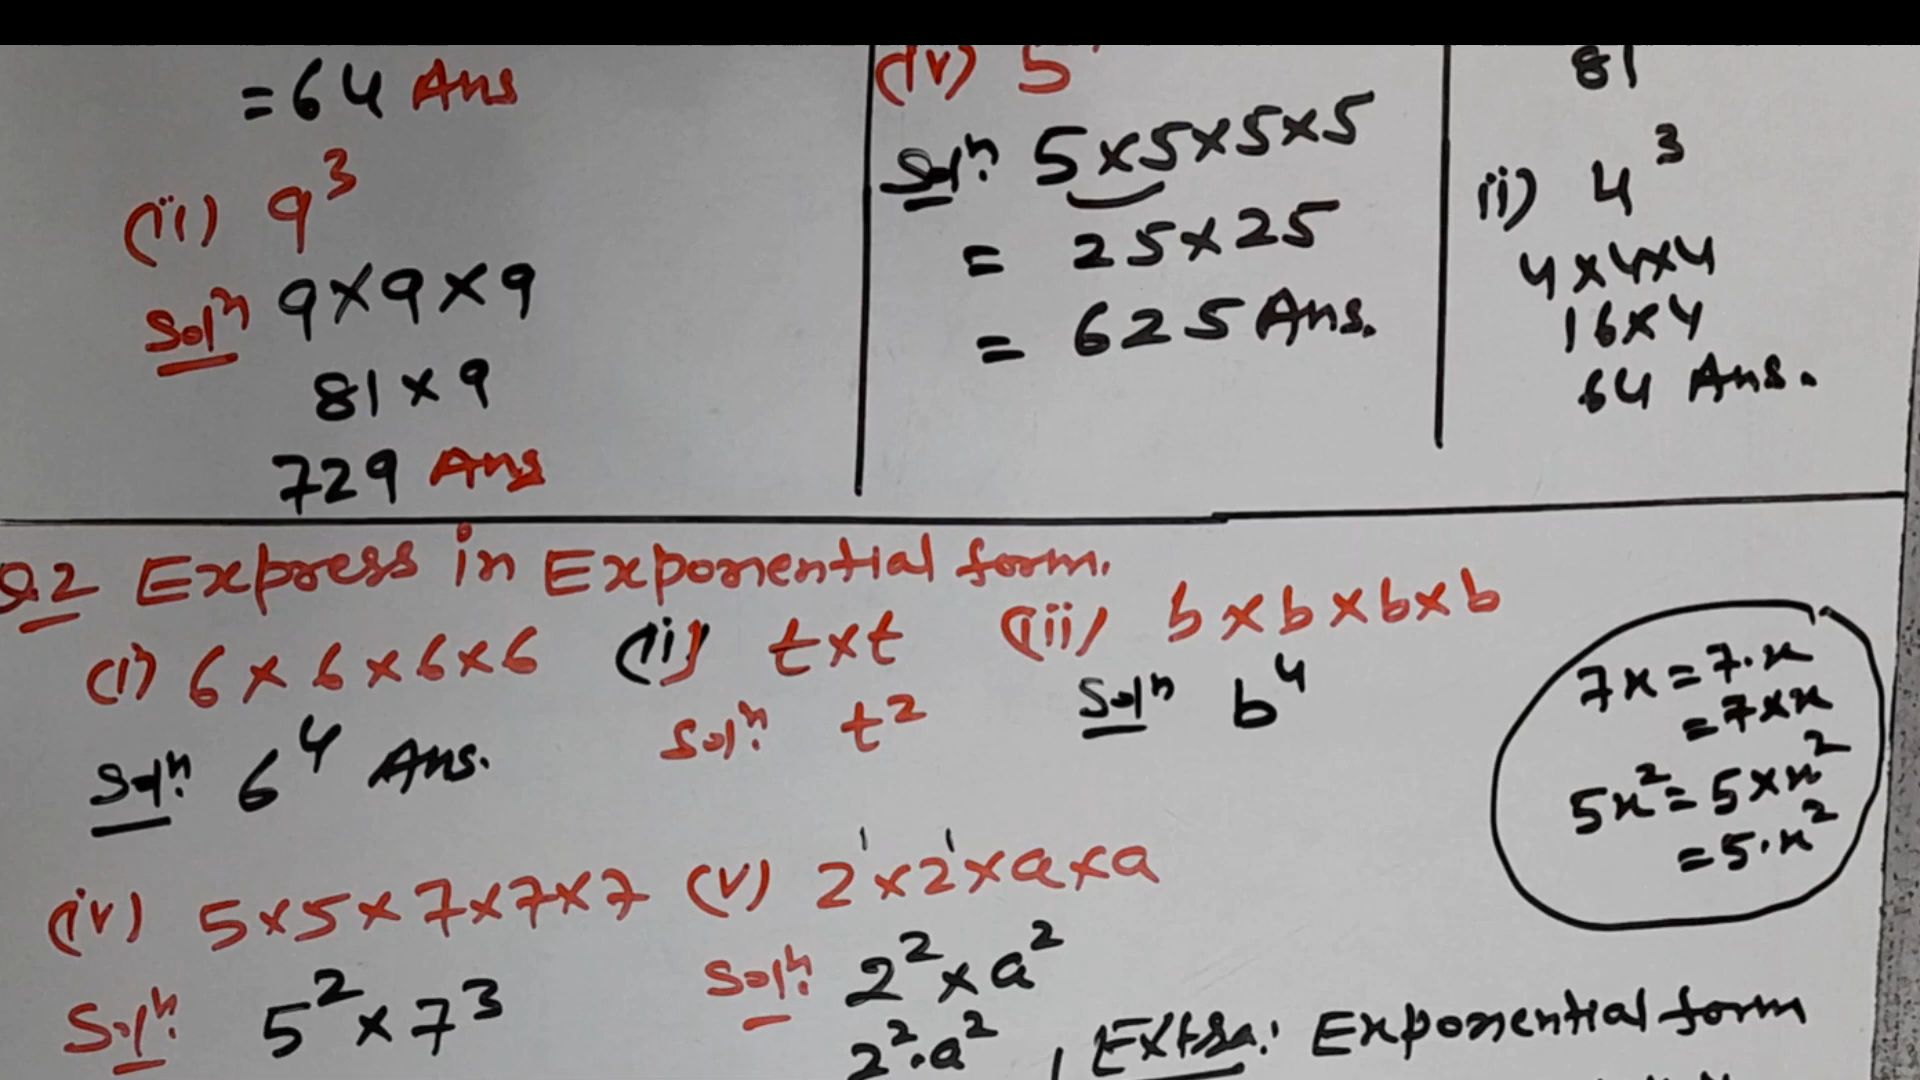 =64 Ans
(ii) 9³
Solⁿ 9×9×9
81×9
729 Ans
(iv) 5
Solⁿ: 5×5×5×5
= 25×25
= 625 Ans.
81
ii) 4³
4×4×4
16×4
64 Ans.
Q.2 Express in Exponential form.
(i) 6×6×6×6 (ii) t×t (iii) b×b×b×b
Solⁿ: 6⁴ Ans. Solⁿ: t² Solⁿ b⁴
7x=7.x
=7×x
5x²=5×x²
=5.x²
(iv) 5×5×7×7×7 (v) 2¹×2¹×a×a
Solⁿ: 5²×7³ Solⁿ: 2²×a²
2².a²
Extra: Exponential form